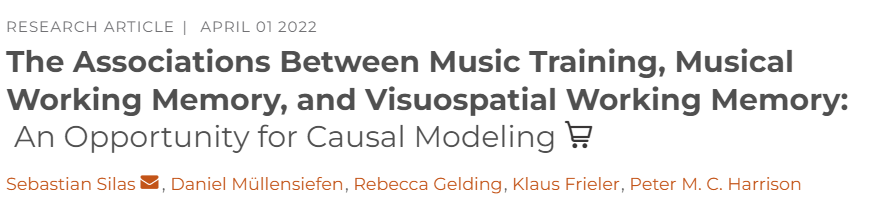 RESEARCH ARTICLE | APRIL 01 2022
The Associations Between Music Training, Musical
Working Memory, and Visuospatial Working Memory:
An Opportunity for Causal Modeling
Sebastian Silas, Daniel Müllensiefen, Rebecca Gelding, Klaus Frieler, Peter M. C. Harrison